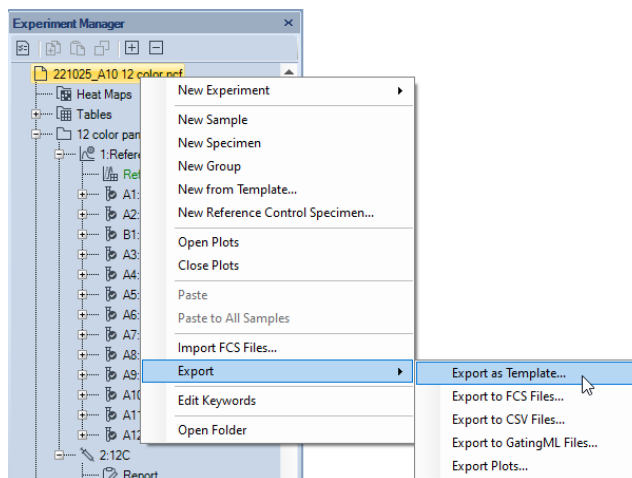 Experiment Manager
221025_A10 12 color.ncf
Heat Maps
Tables
12 color pan
1:Refere
Ref
A1:
A2:
B1:
A3:
A4:
A5:
A6:
A7:
A8:
A9:
A10
A11
A12
2:12C
Report
New Experiment
New Sample
New Specimen
New Group
New from Template...
New Reference Control Specimen...
Open Plots
Close Plots
Paste
Paste to All Samples
Import FCS Files...
Export
Edit Keywords
Open Folder
Export as Template...
Export to FCS Files...
Export to CSV Files...
Export to GatingML Files...
Export Plots...